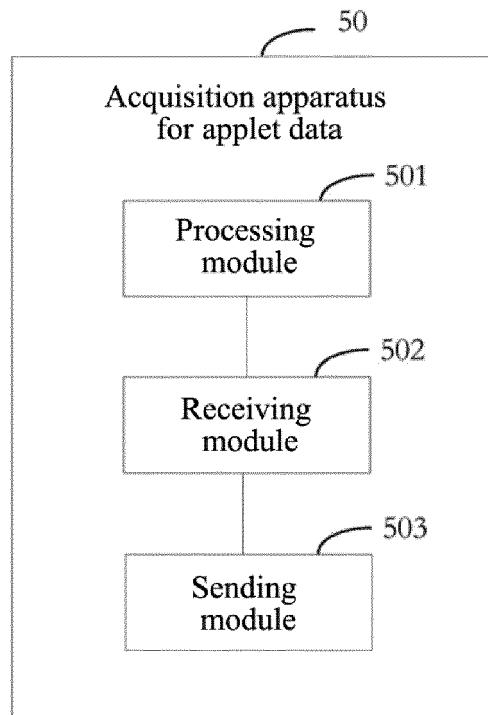 50
Acquisition apparatus
for applet data
501
Processing
module
502
Receiving
module
503
Sending
module